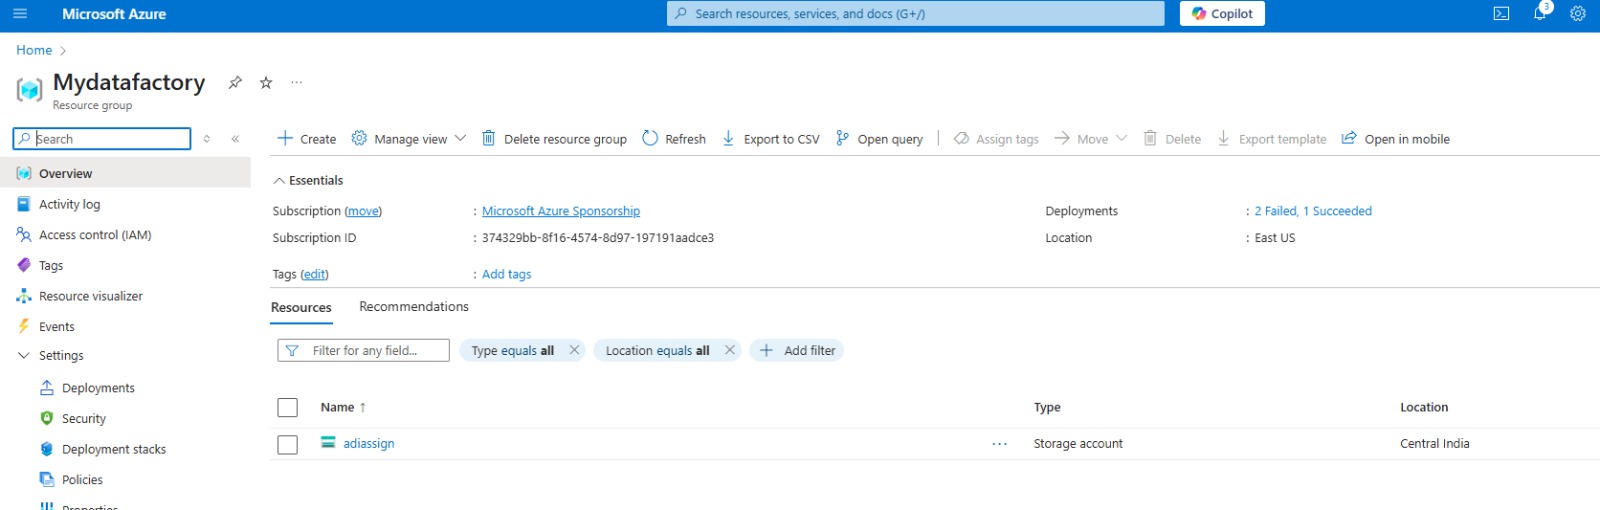 Microsoft Azure
Search resources, services, and docs (G+/)
Copilot
3
Home >
Mydatafactory
Resource group
Search
Create Manage view Delete resource group Refresh Export to CSV Open query Assign tags Move Delete Export template Open in mobile
Overview
Activity log
Access control (IAM)
Tags
Resource visualizer
Events
Settings
Deployments
Security
Deployment stacks
Policies
Properties
Essentials
Subscription (move) : Microsoft Azure Sponsorship
Subscription ID : 374329bb-8f16-4574-8d97-197191aadce3
Tags (edit) : Add tags
Deployments : 2 Failed, 1 Succeeded
Location : East US
Resources Recommendations
Filter for any field... Type equals all Location equals all Add filter
Name ↑ Type Location
adiassign ... Storage account Central India